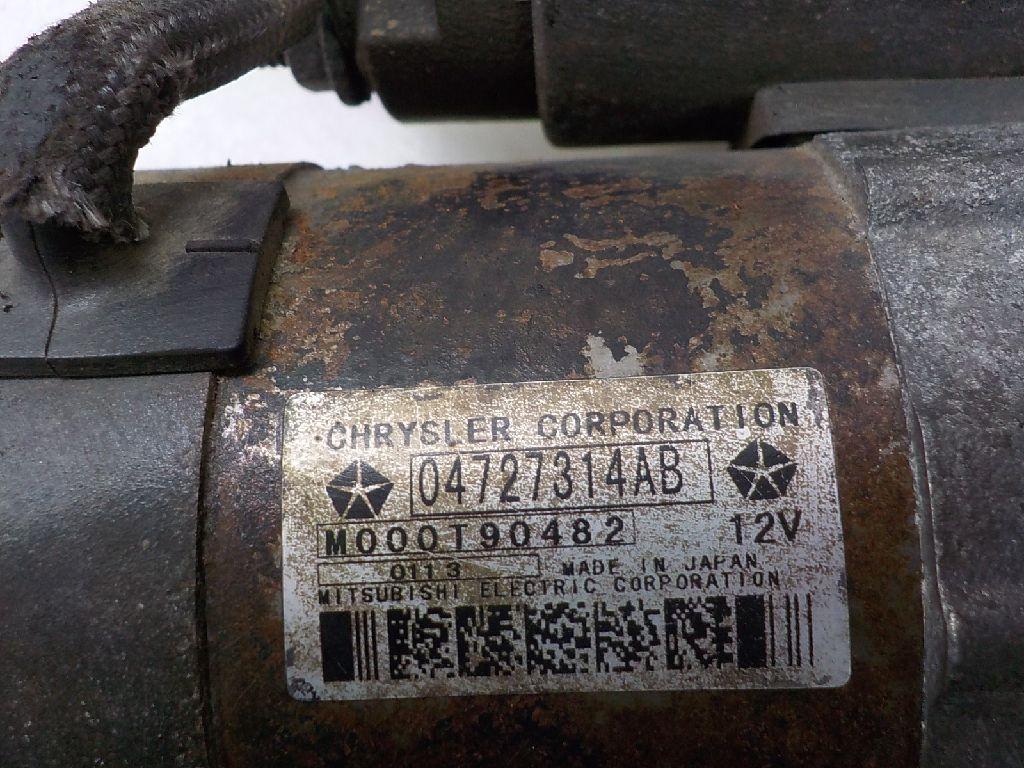 CHRYSLER CORPORATION
04727314AB
M000T90482 12V
0113 MADE IN JAPAN
MITSUBISHI ELECTRIC CORPORATION